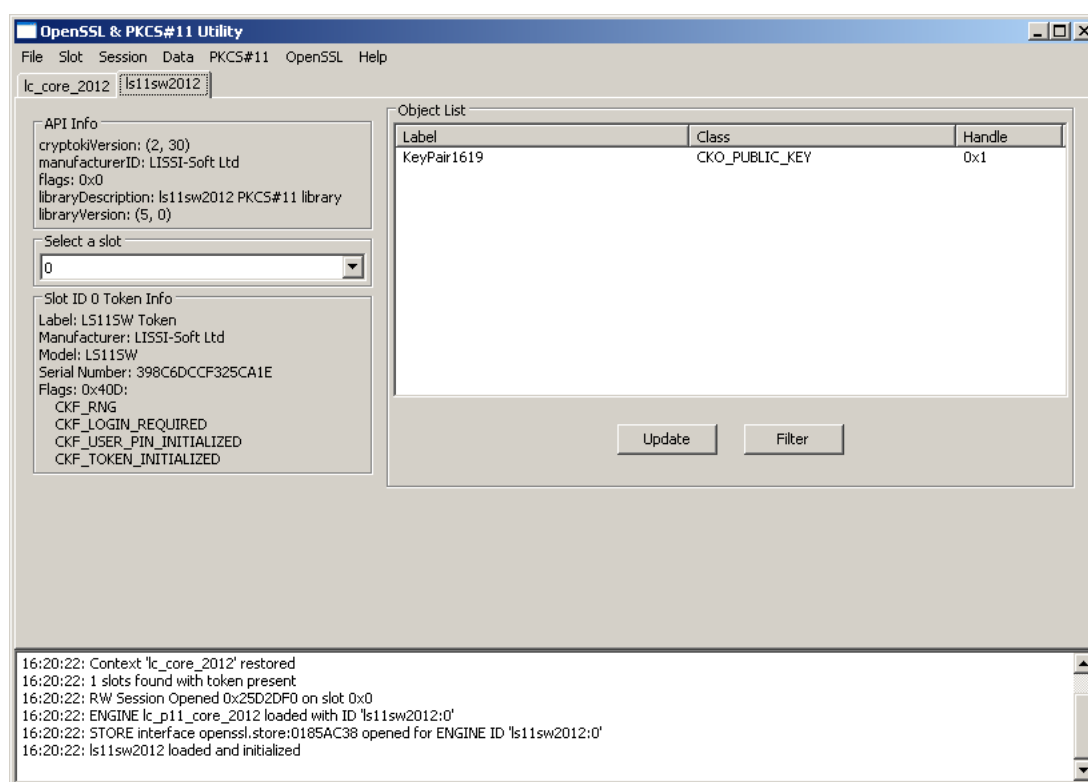 OpenSSL & PKCS#11 Utility
File Slot Session Data PKCS#11 OpenSSL Help
lc_core_2012 ls11sw2012
API Info
cryptokiVersion: (2, 30)
manufacturerID: LISSI-Soft Ltd
flags: 0x0
libraryDescription: ls11sw2012 PKCS#11 library
libraryVersion: (5, 0)
Select a slot
0
Slot ID 0 Token Info
Label: LS11SW Token
Manufacturer: LISSI-Soft Ltd
Model: LS11SW
Serial Number: 398C6DCCF325CA1E
Flags: 0x40D:
CKF_RNG
CKF_LOGIN_REQUIRED
CKF_USER_PIN_INITIALIZED
CKF_TOKEN_INITIALIZED
Object List
Label Class Handle
KeyPair1619 CKO_PUBLIC_KEY 0x1
Update Filter
16:20:22: Context 'lc_core_2012' restored
16:20:22: 1 slots found with token present
16:20:22: RW Session Opened 0x25D2DF0 on slot 0x0
16:20:22: ENGINE lc_p11_core_2012 loaded with ID 'ls11sw2012:0'
16:20:22: STORE interface openssl.store:0185AC38 opened for ENGINE ID 'ls11sw2012:0'
16:20:22: ls11sw2012 loaded and initialized